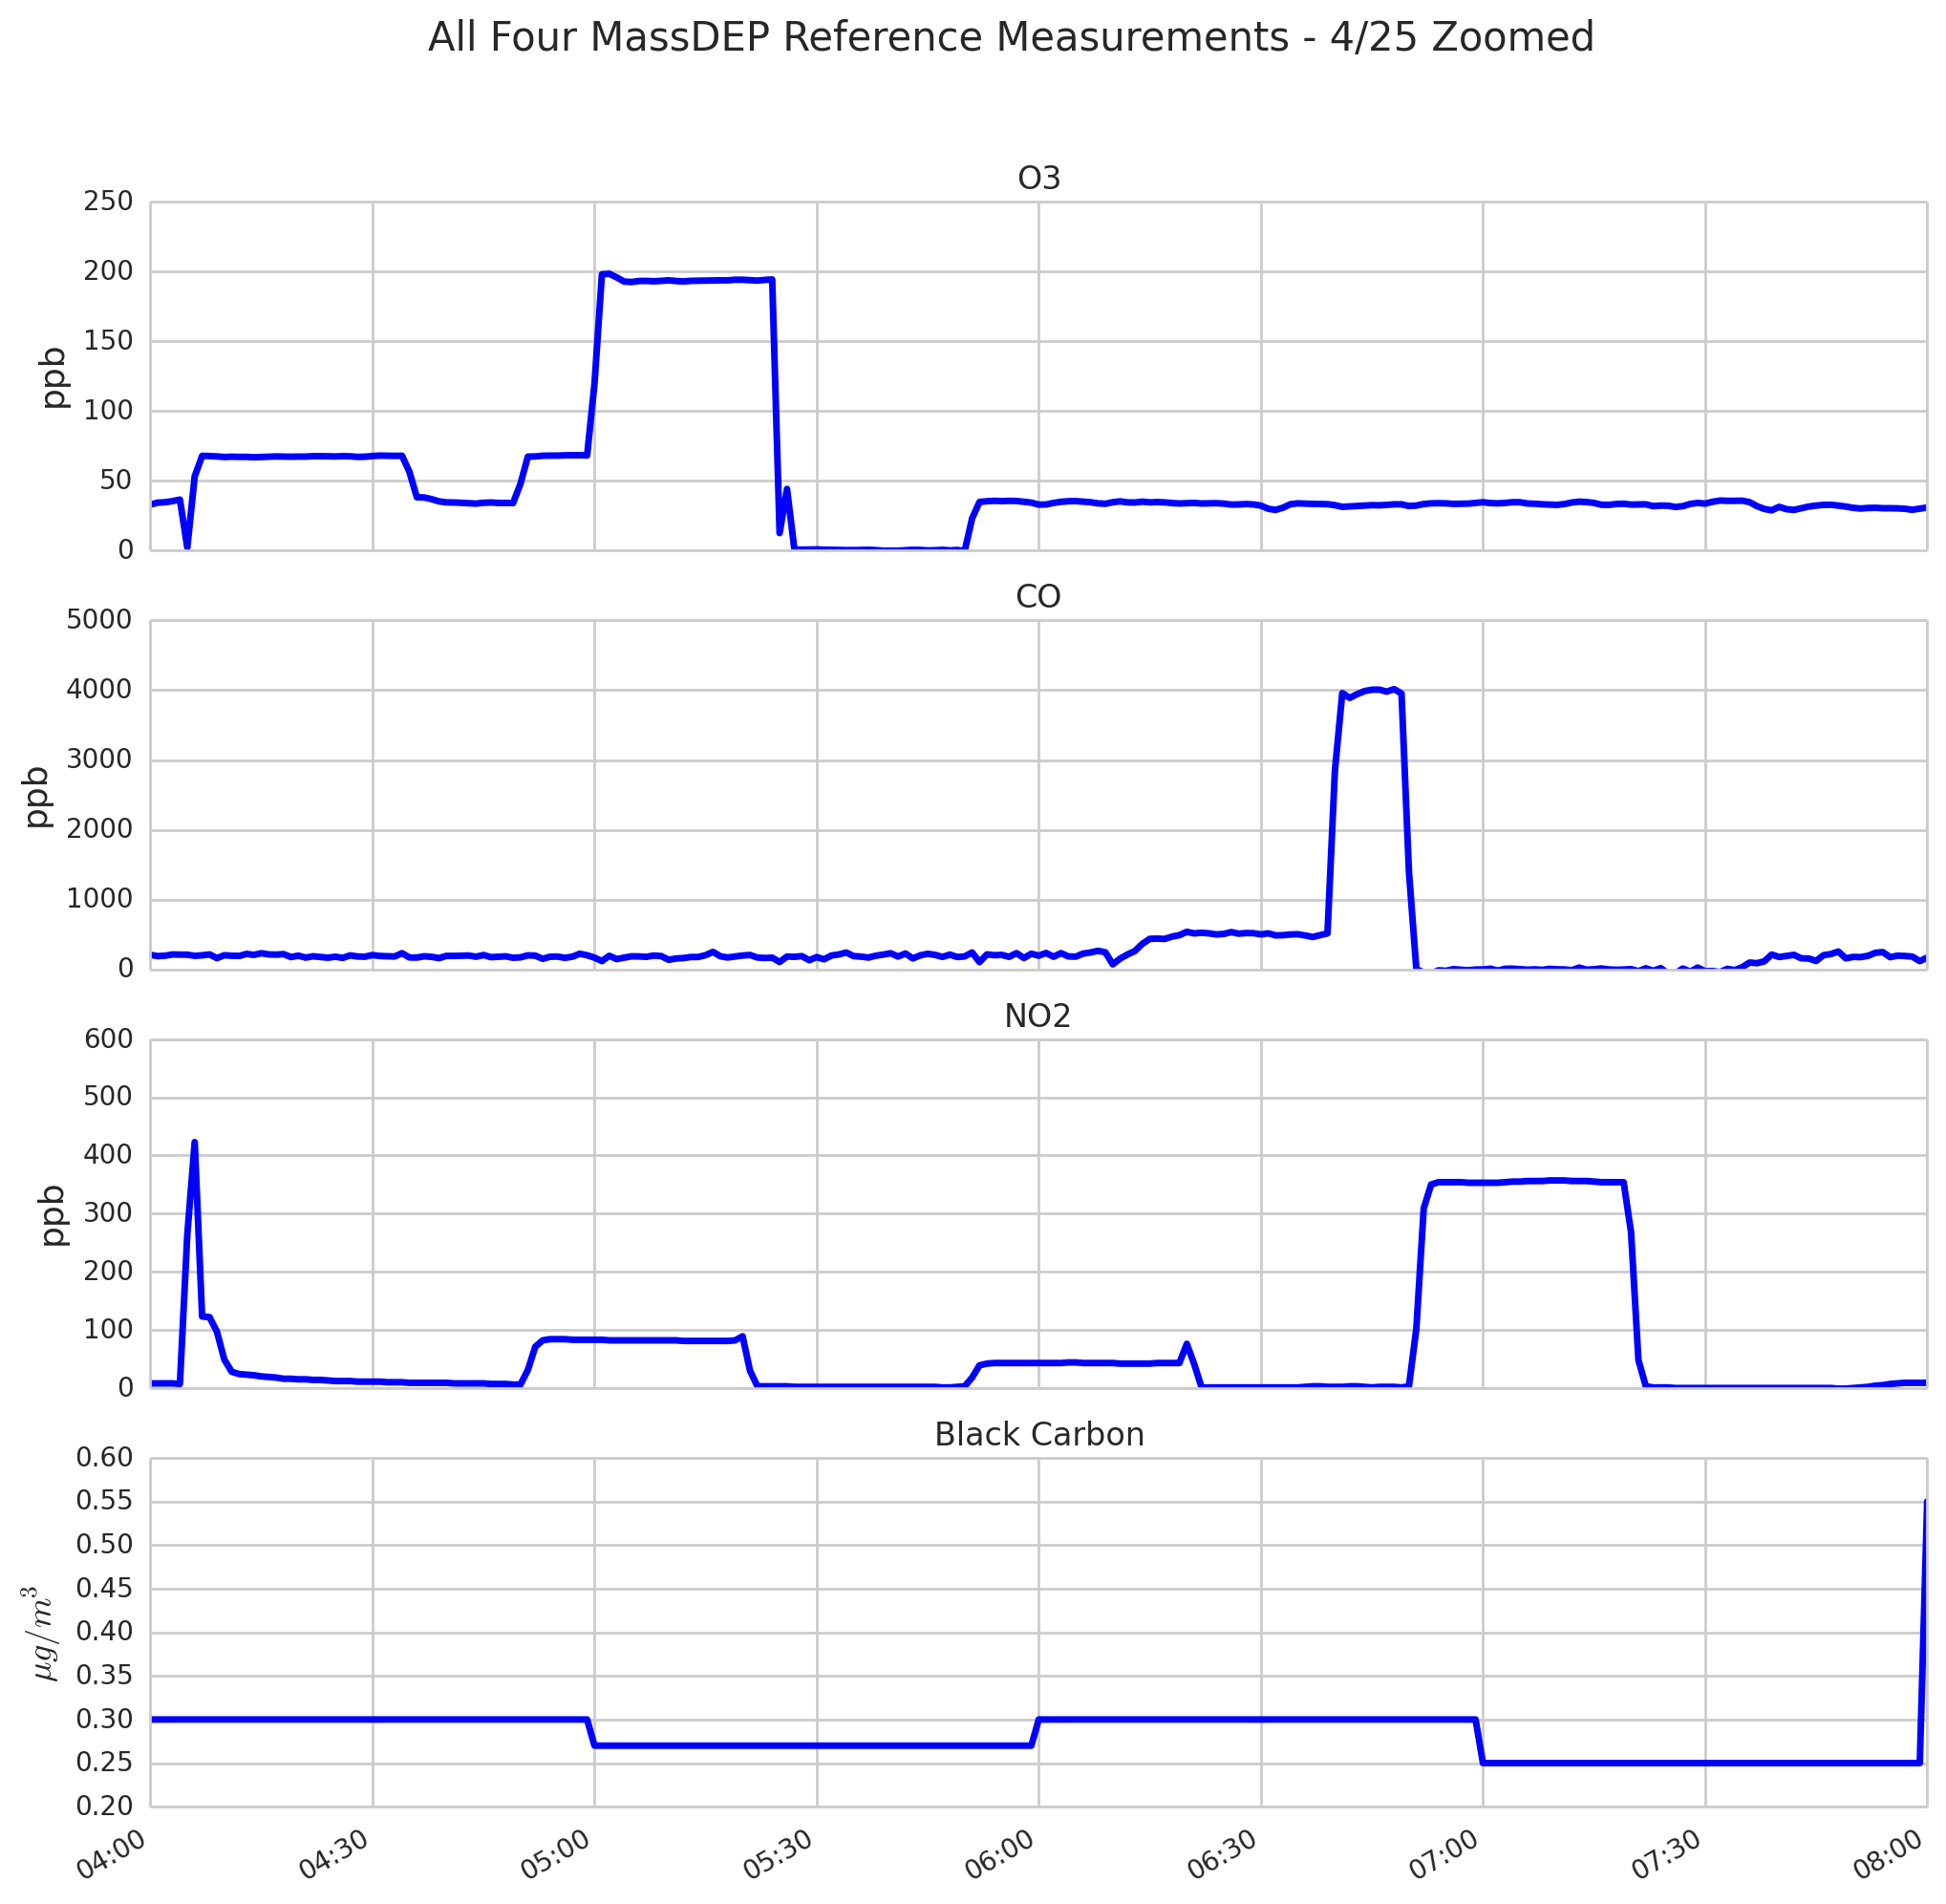 All Four MassDEP Reference Measurements - 4/25 Zoomed
O3
250
200
150
100
50
0
ppb
CO
5000
4000
3000
2000
1000
0
ppb
NO2
600
500
400
300
200
100
0
ppb
Black Carbon
0.60
0.55
0.50
0.45
0.40
0.35
0.30
0.25
0.20
μg/m³
04:00 04:30 05:00 05:30 06:00 06:30 07:00 07:30 08:00